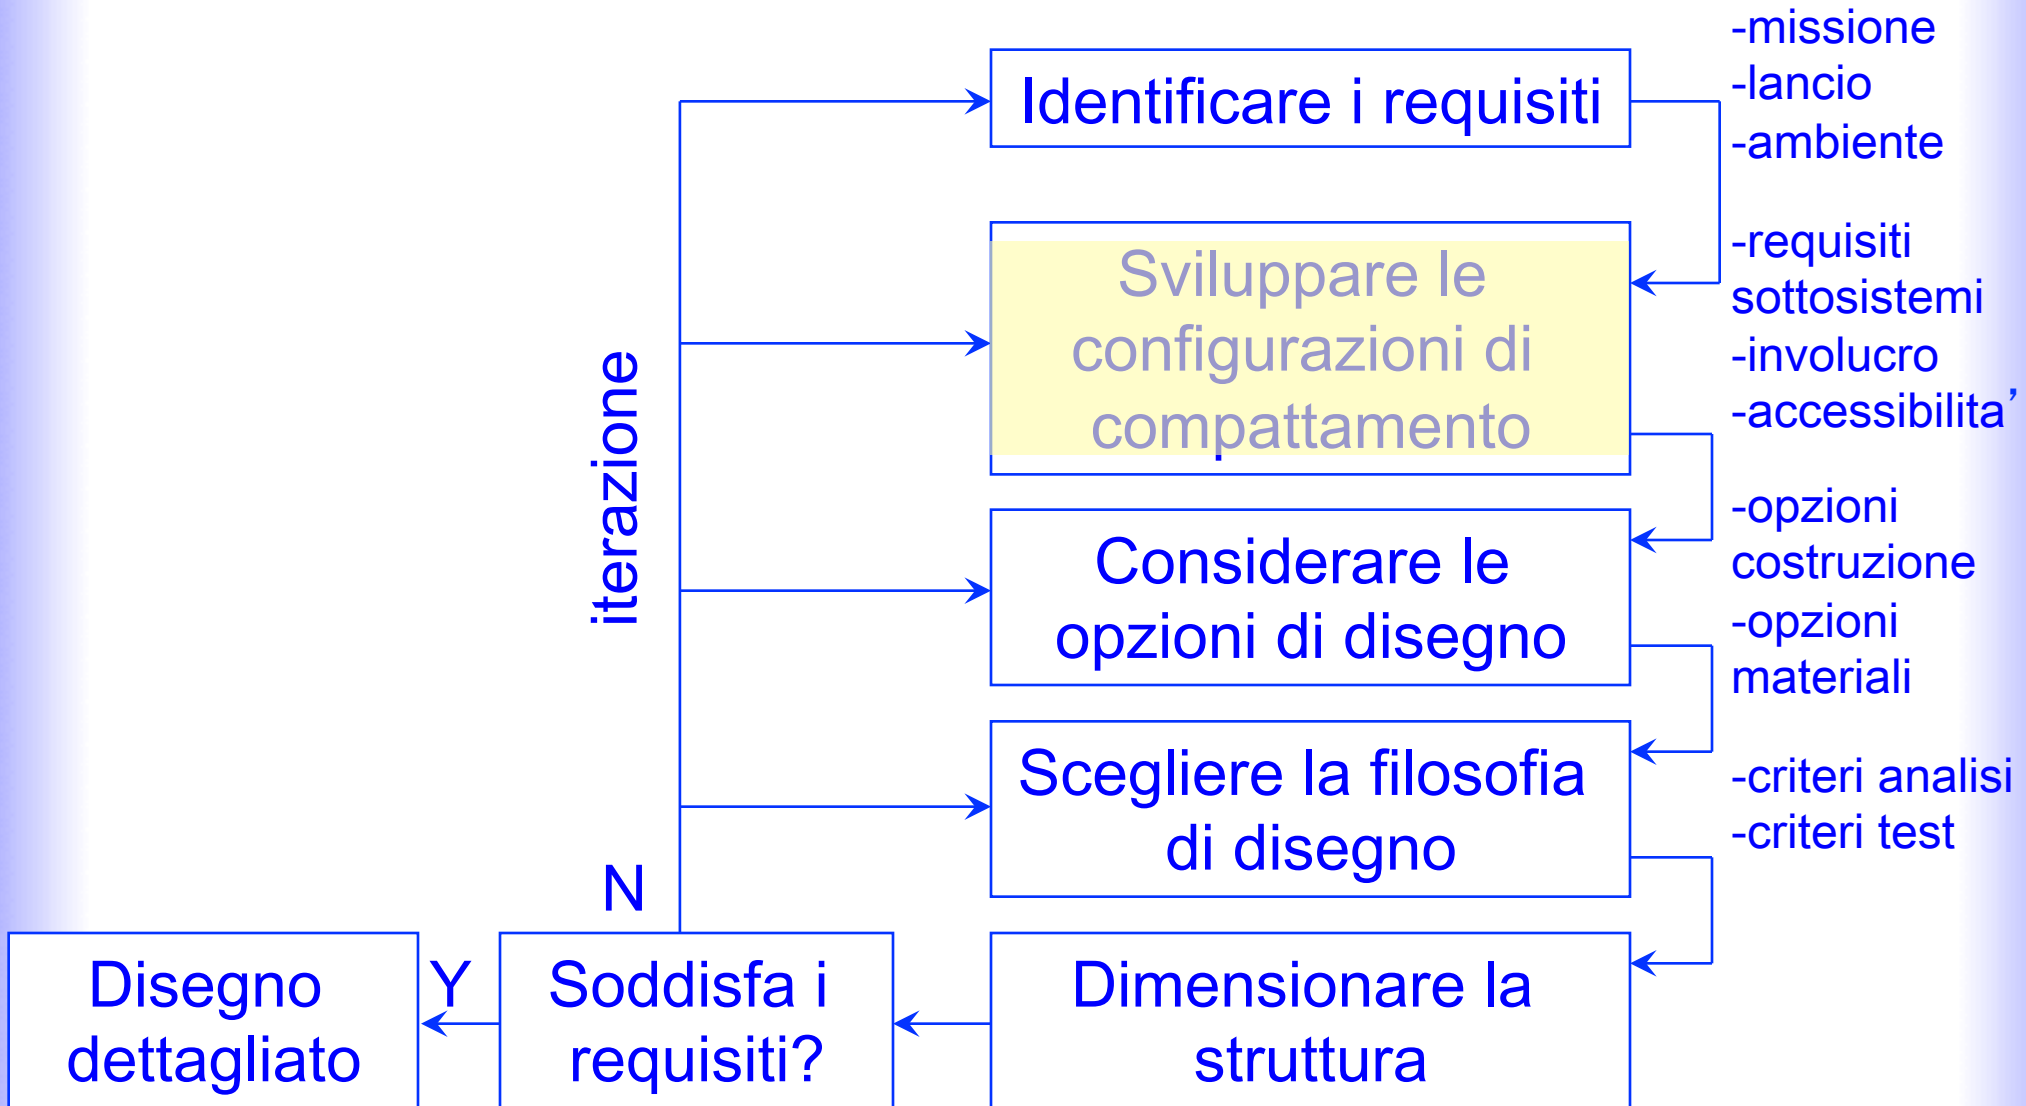 Identificare i requisiti
-missione
-lancio
-ambiente
Sviluppare le
configurazioni di
compattamento
-requisiti
sottosistemi
-involucro
-accessibilita’
Considerare le
opzioni di disegno
-opzioni
costruzione
-opzioni
materiali
Scegliere la filosofia
di disegno
-criteri analisi
-criteri test
iterazione
N
Dimensionare la
struttura
Soddisfa i
requisiti?
Y
Disegno
dettagliato